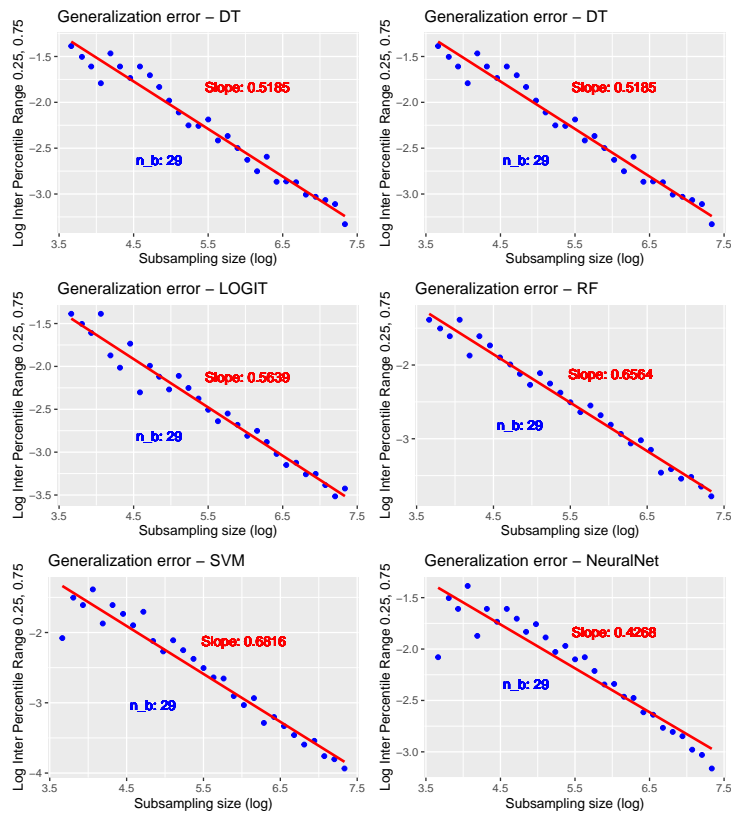 Generalization error – DT
Log Inter Percentile Range 0.25, 0.75
−1.5
−2.0
−2.5
−3.0
Slope: 0.5185
n_b: 29
3.5 4.5 5.5 6.5 7.5
Subsampling size (log)
Generalization error – DT
Log Inter Percentile Range 0.25, 0.75
−1.5
−2.0
−2.5
−3.0
Slope: 0.5185
n_b: 29
3.5 4.5 5.5 6.5 7.5
Subsampling size (log)
Generalization error – LOGIT
Log Inter Percentile Range 0.25, 0.75
−1.5
−2.0
−2.5
−3.0
−3.5
Slope: 0.5639
n_b: 29
3.5 4.5 5.5 6.5 7.5
Subsampling size (log)
Generalization error – RF
Log Inter Percentile Range 0.25, 0.75
−2
−3
Slope: 0.6564
n_b: 29
3.5 4.5 5.5 6.5 7.5
Subsampling size (log)
Generalization error – SVM
Log Inter Percentile Range 0.25, 0.75
−2
−3
−4
Slope: 0.6816
n_b: 29
3.5 4.5 5.5 6.5 7.5
Subsampling size (log)
Generalization error – NeuralNet
Log Inter Percentile Range 0.25, 0.75
−1.5
−2.0
−2.5
−3.0
Slope: 0.4268
n_b: 29
3.5 4.5 5.5 6.5 7.5
Subsampling size (log)